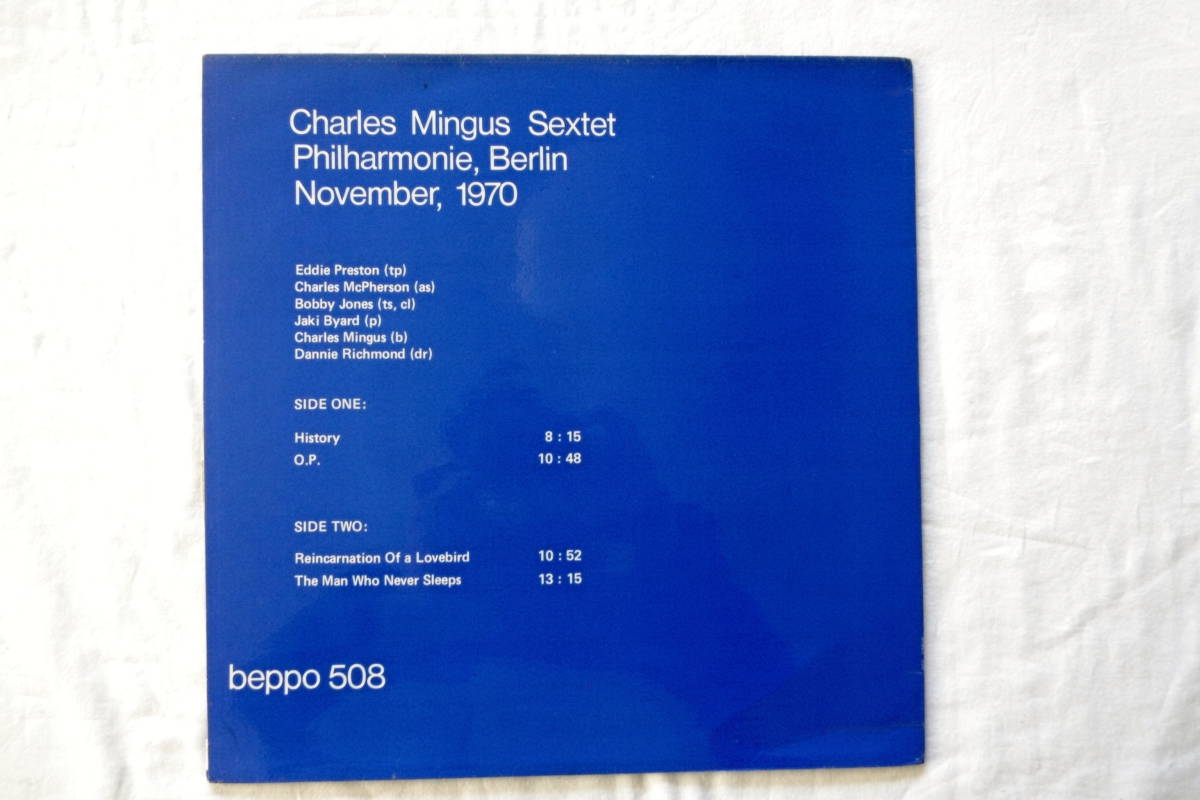 Charles Mingus Sextet
Philharmonie, Berlin
November, 1970
Eddie Preston (tp)
Charles McPherson (as)
Bobby Jones (ts, cl)
Jaki Byard (p)
Charles Mingus (b)
Dannie Richmond (dr)
SIDE ONE:
History 8 : 15
O.P. 10 : 48
SIDE TWO:
Reincarnation Of a Lovebird 10 : 52
The Man Who Never Sleeps 13 : 15
beppo 508